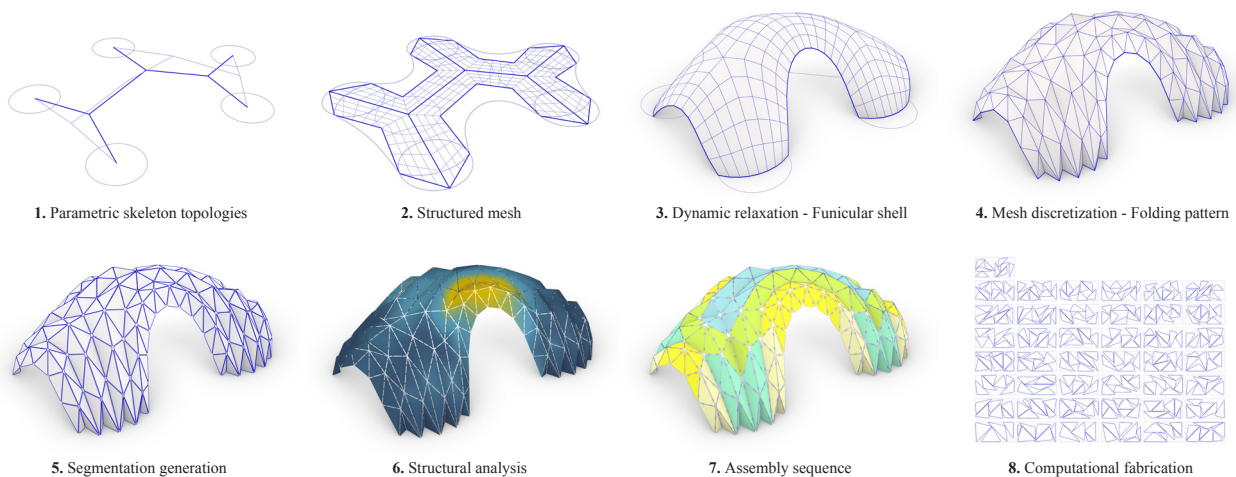 1. Parametric skeleton topologies
2. Structured mesh
3. Dynamic relaxation - Funicular shell
4. Mesh discretization - Folding pattern
5. Segmentation generation
6. Structural analysis
7. Assembly sequence
8. Computational fabrication